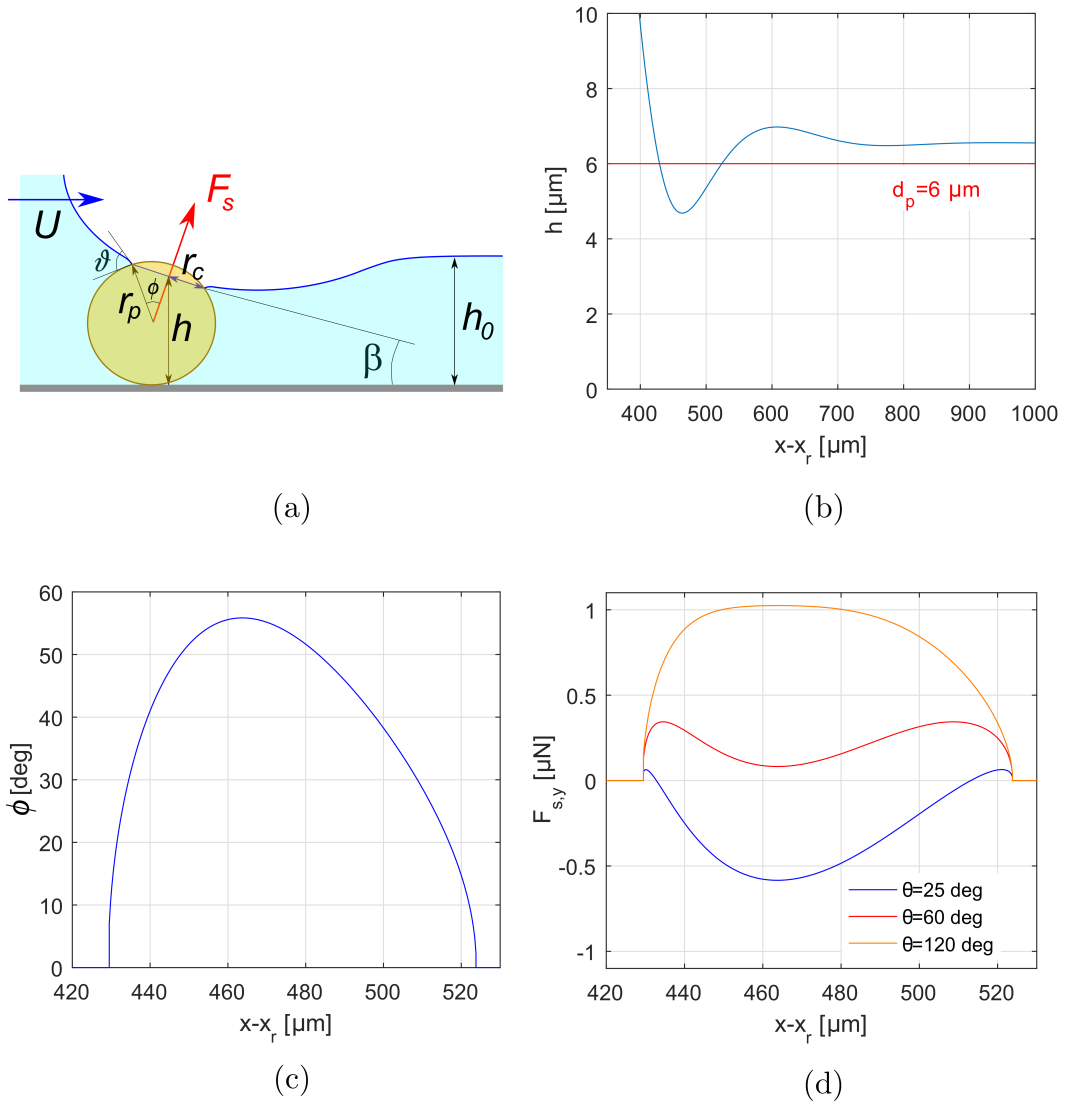 U
F_s
ϑ
r_c
r_p
ϕ
h
h_0
β
(a)
10
8
6
4
2
0
h [µm]
d_p=6 µm
400 500 600 700 800 900 1000
x-x_r [µm]
(b)
60
50
40
30
20
10
0
ϕ [deg]
420 440 460 480 500 520
x-x_r [µm]
(c)
1
0.5
0
-0.5
-1
F_s,y [µN]
θ=25 deg
θ=60 deg
θ=120 deg
420 440 460 480 500 520
x-x_r [µm]
(d)